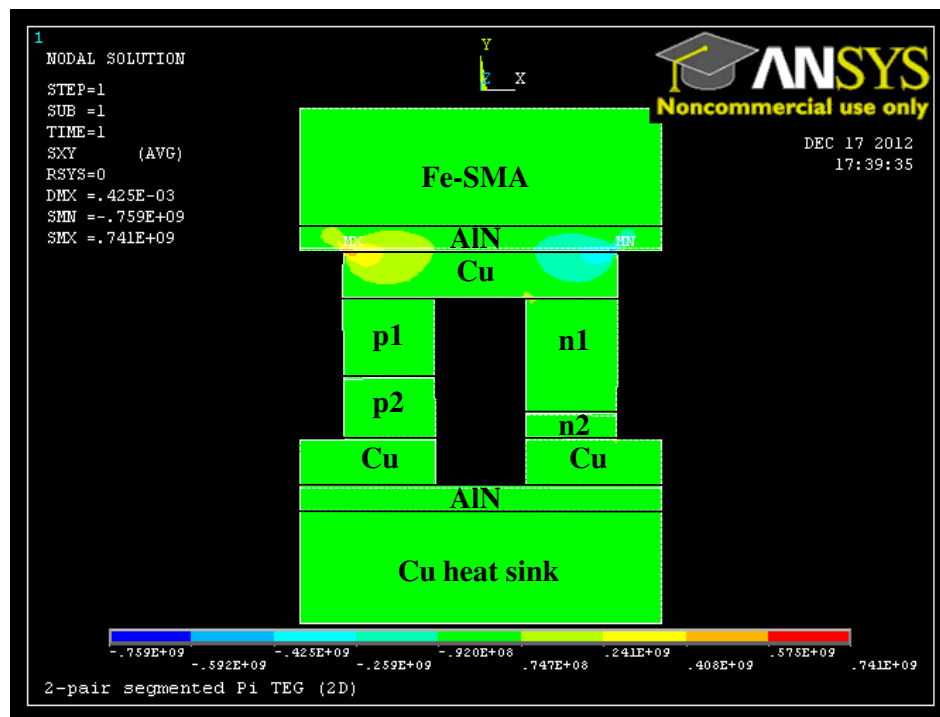 1
NODAL SOLUTION
STEP=1
SUB =1
TIME=1
SXY (AVG)
RSYS=0
DMX =.425E-03
SMN =-.759E+09
SMX =.741E+09
Y
Z X
ANSYS
Noncommercial use only
DEC 17 2012
17:39:35
Fe-SMA
MX AlN MN
Cu
p1 n1
p2 n2
Cu Cu
AlN
Cu heat sink
-.759E+09 -.425E+09 -.920E+08 .241E+09 .575E+09
-.592E+09 -.259E+09 .747E+08 .408E+09 .741E+09
2-pair segmented Pi TEG (2D)